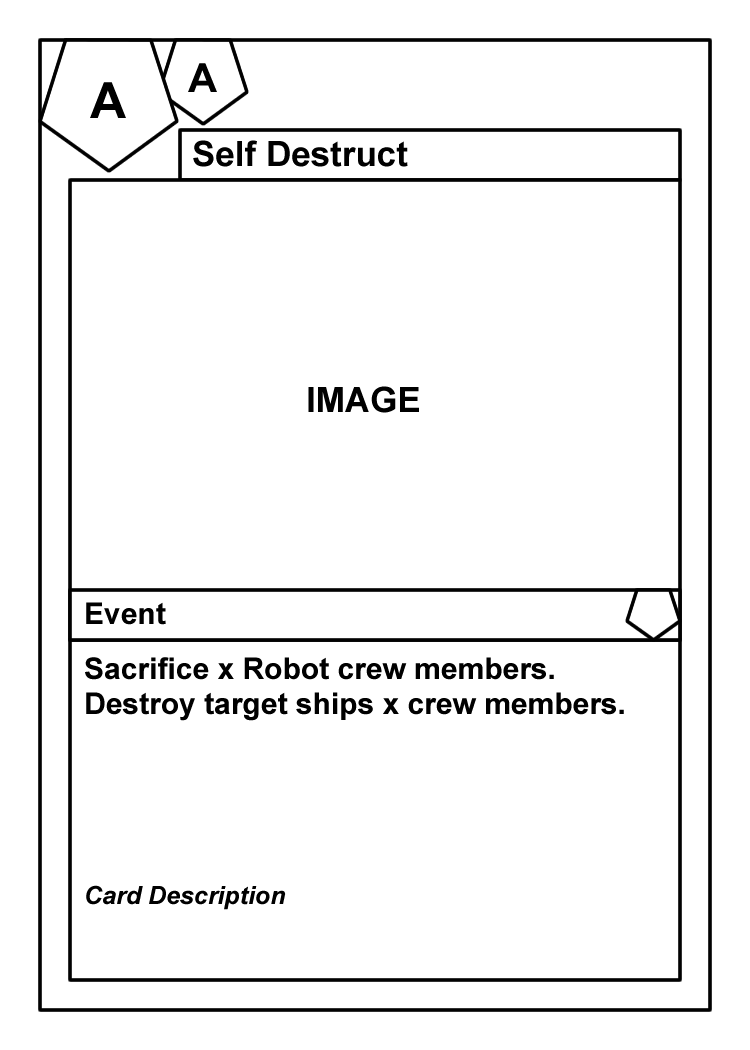 A
A
Self Destruct
IMAGE
Event
Sacrifice x Robot crew members.
Destroy target ships x crew members.
Card Description